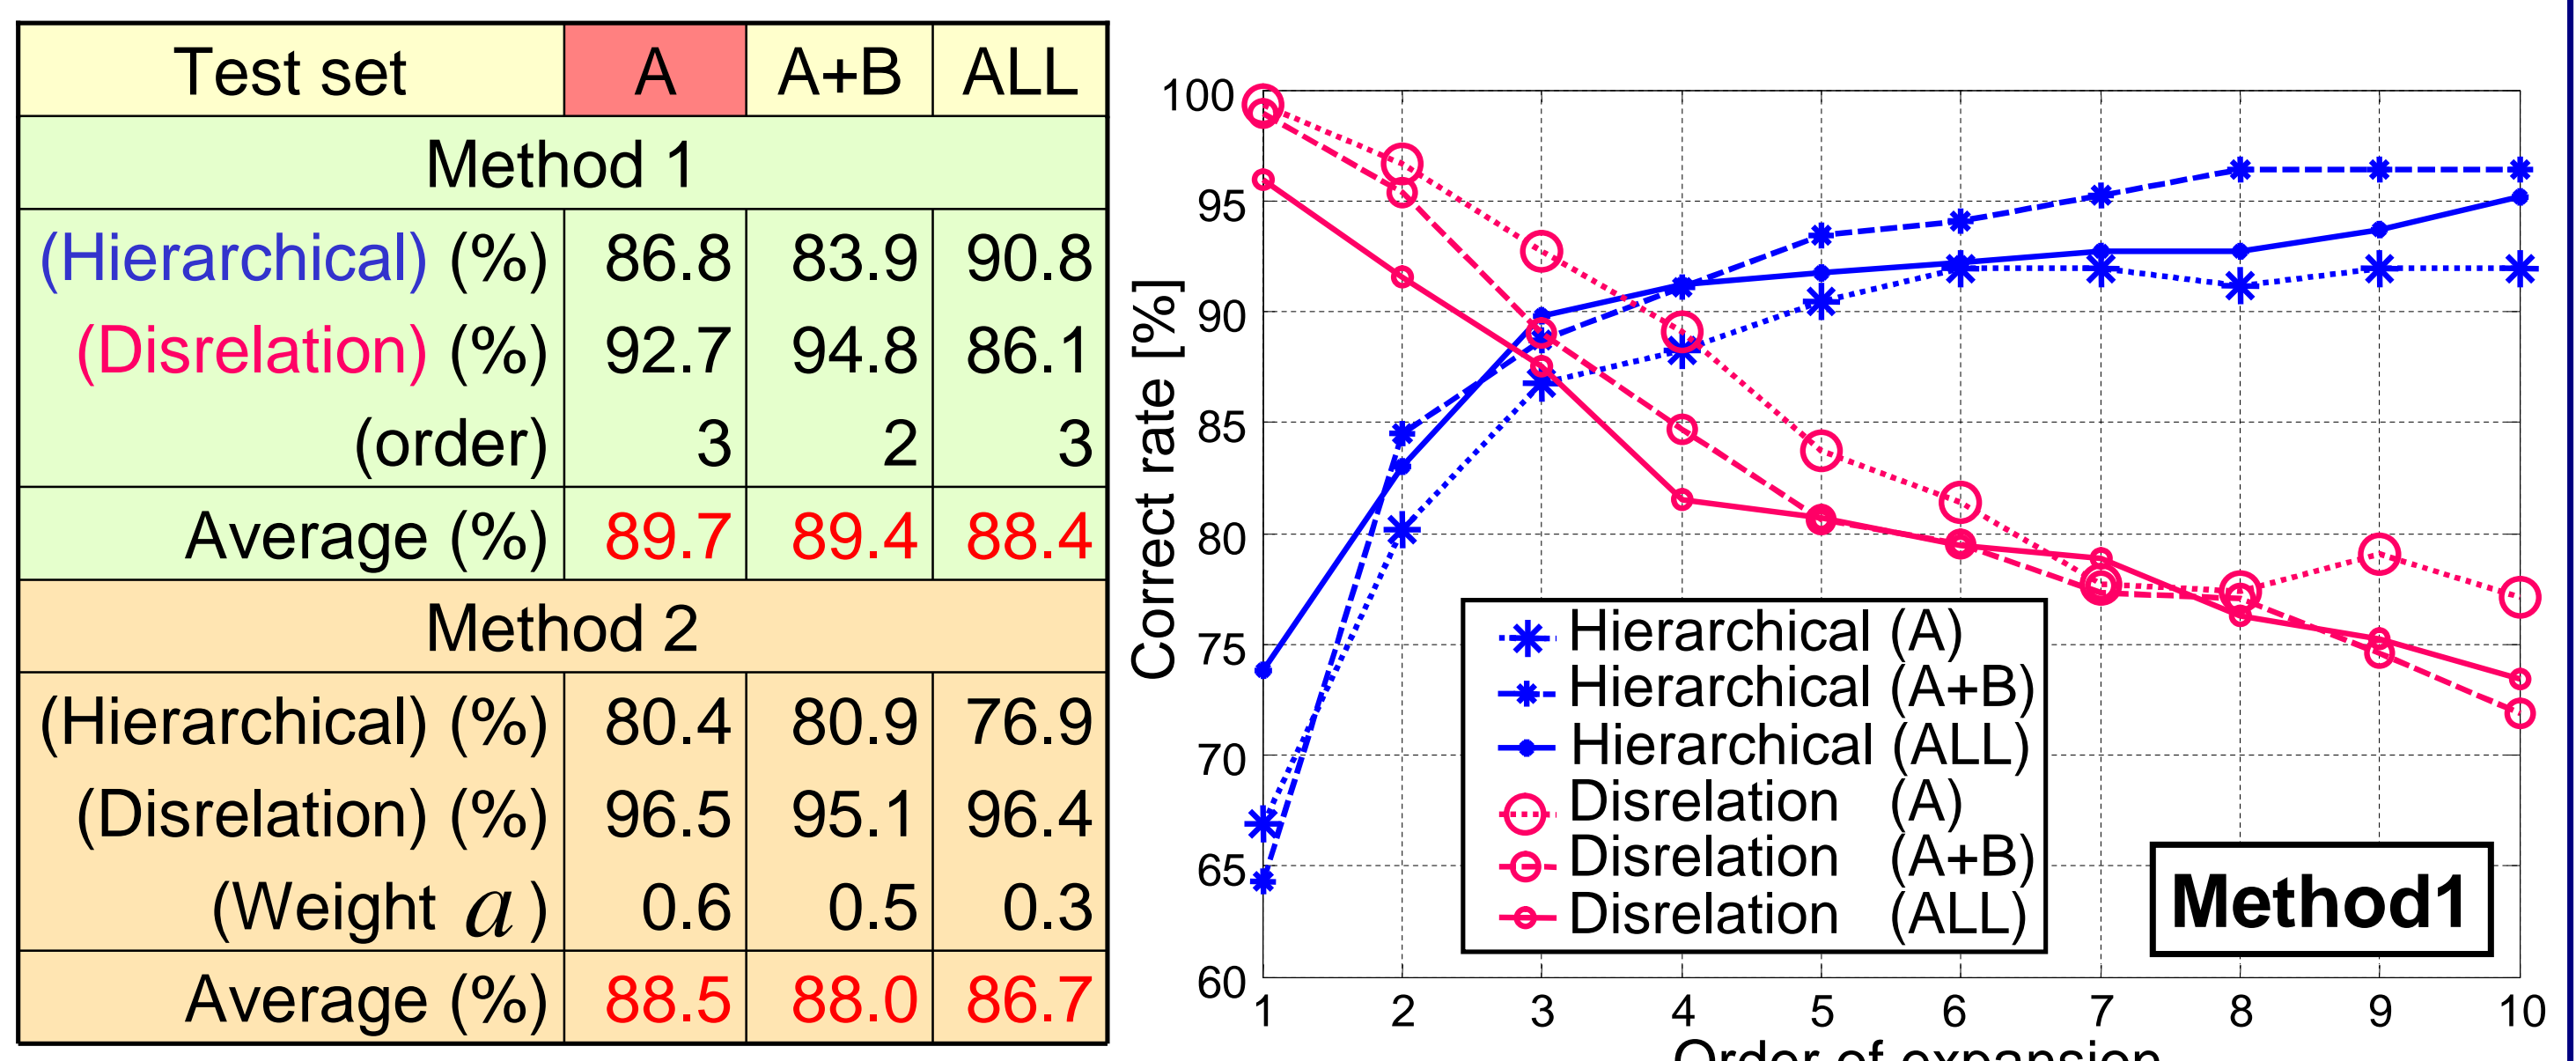 Test set A A+B ALL
Method 1
(Hierarchical) (%) 86.8 83.9 90.8
(Disrelation) (%) 92.7 94.8 86.1
(order) 3 2 3
Average (%) 89.7 89.4 88.4
Method 2
(Hierarchical) (%) 80.4 80.9 76.9
(Disrelation) (%) 96.5 95.1 96.4
(Weight a) 0.6 0.5 0.3
Average (%) 88.5 88.0 86.7
Correct rate [%]
100
95
90
85
80
75
70
65
60
Hierarchical (A)
Hierarchical (A+B)
Hierarchical (ALL)
Disrelation (A)
Disrelation (A+B)
Disrelation (ALL)
Method1
1 2 3 4 5 6 7 8 9 10
Order of expansion